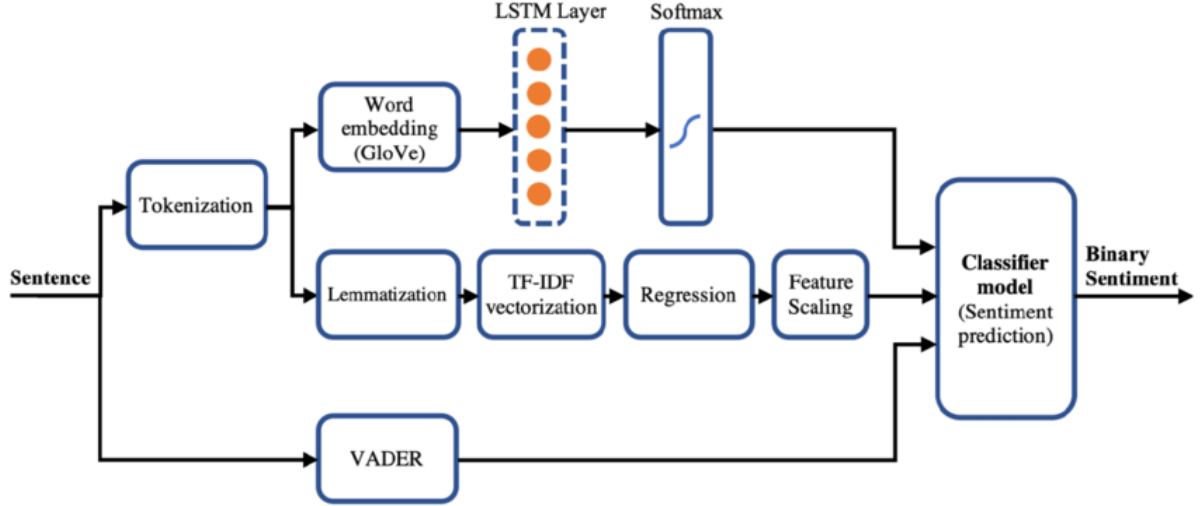 LSTM Layer
Softmax
Word
embedding
(GloVe)
Tokenization
Sentence
Lemmatization
TF-IDF
vectorization
Regression
Feature
Scaling
Classifier
model
(Sentiment
prediction)
Binary
Sentiment
VADER